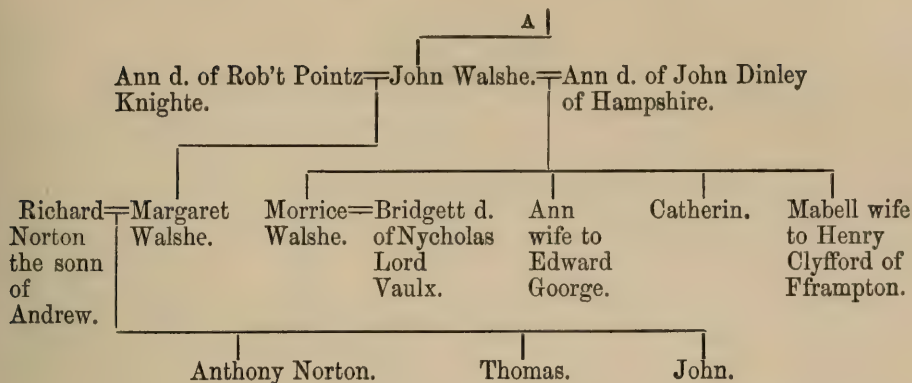 A
Ann d. of Rob't Pointz=John Walshe.=Ann d. of John Dinley
Knighte.
of Hampshire.
Richard=Margaret
Norton Walshe.
the sonn
of
Andrew.
Morrice=Bridgett d.
Walshe. of Nycholas
Lord
Vaulx.
Ann
wife to
Edward
Goorge.
Catherin.
Mabell wife
to Henry
Clyfford of
Fframpton.
Anthony Norton.
Thomas.
John.